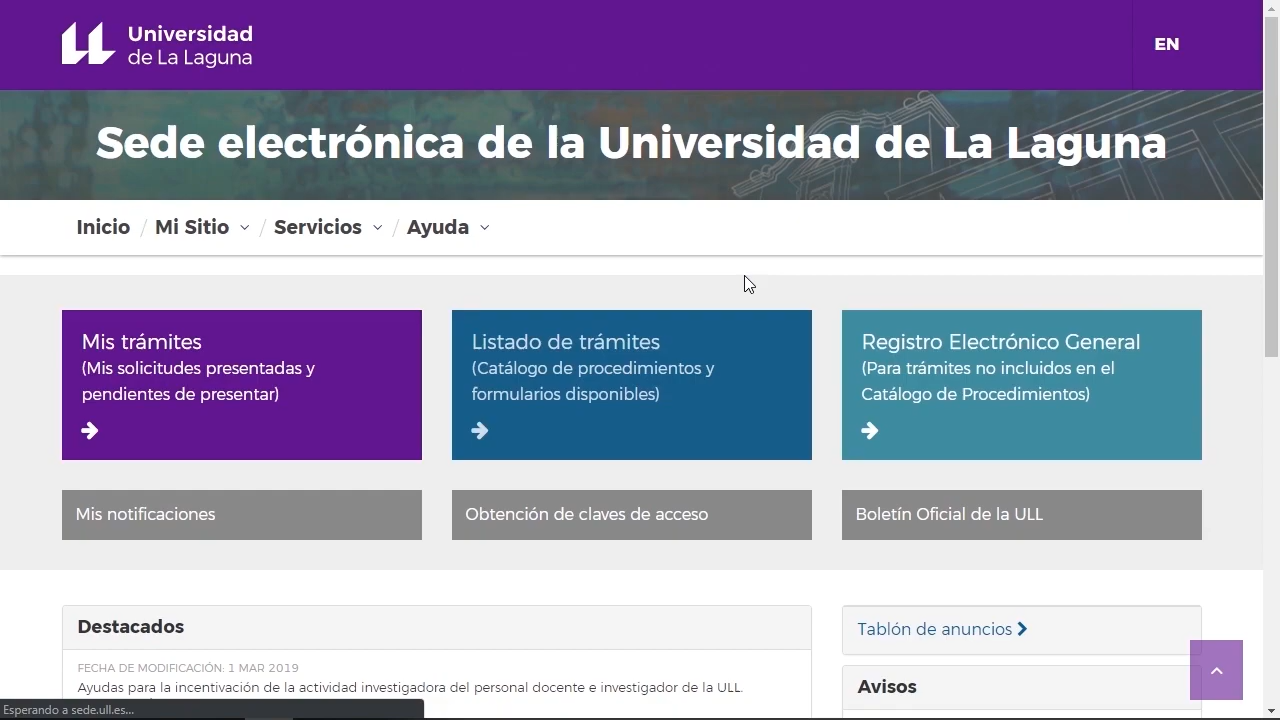 Universidad
de La Laguna
EN
Sede electrónica de la Universidad de La Laguna
Inicio / Mi Sitio / Servicios / Ayuda
Mis trámites
(Mis solicitudes presentadas y
pendientes de presentar)
Listado de trámites
(Catálogo de procedimientos y
formularios disponibles)
Registro Electrónico General
(Para trámites no incluidos en el
Catálogo de Procedimientos)
Mis notificaciones
Obtención de claves de acceso
Boletín Oficial de la ULL
Destacados
FECHA DE MODIFICACIÓN: 1 MAR 2019
Ayudas para la incentivación de la actividad investigadora del personal docente e investigador de la ULL.
Tablón de anuncios
Avisos
Esperando a sede.ull.es...